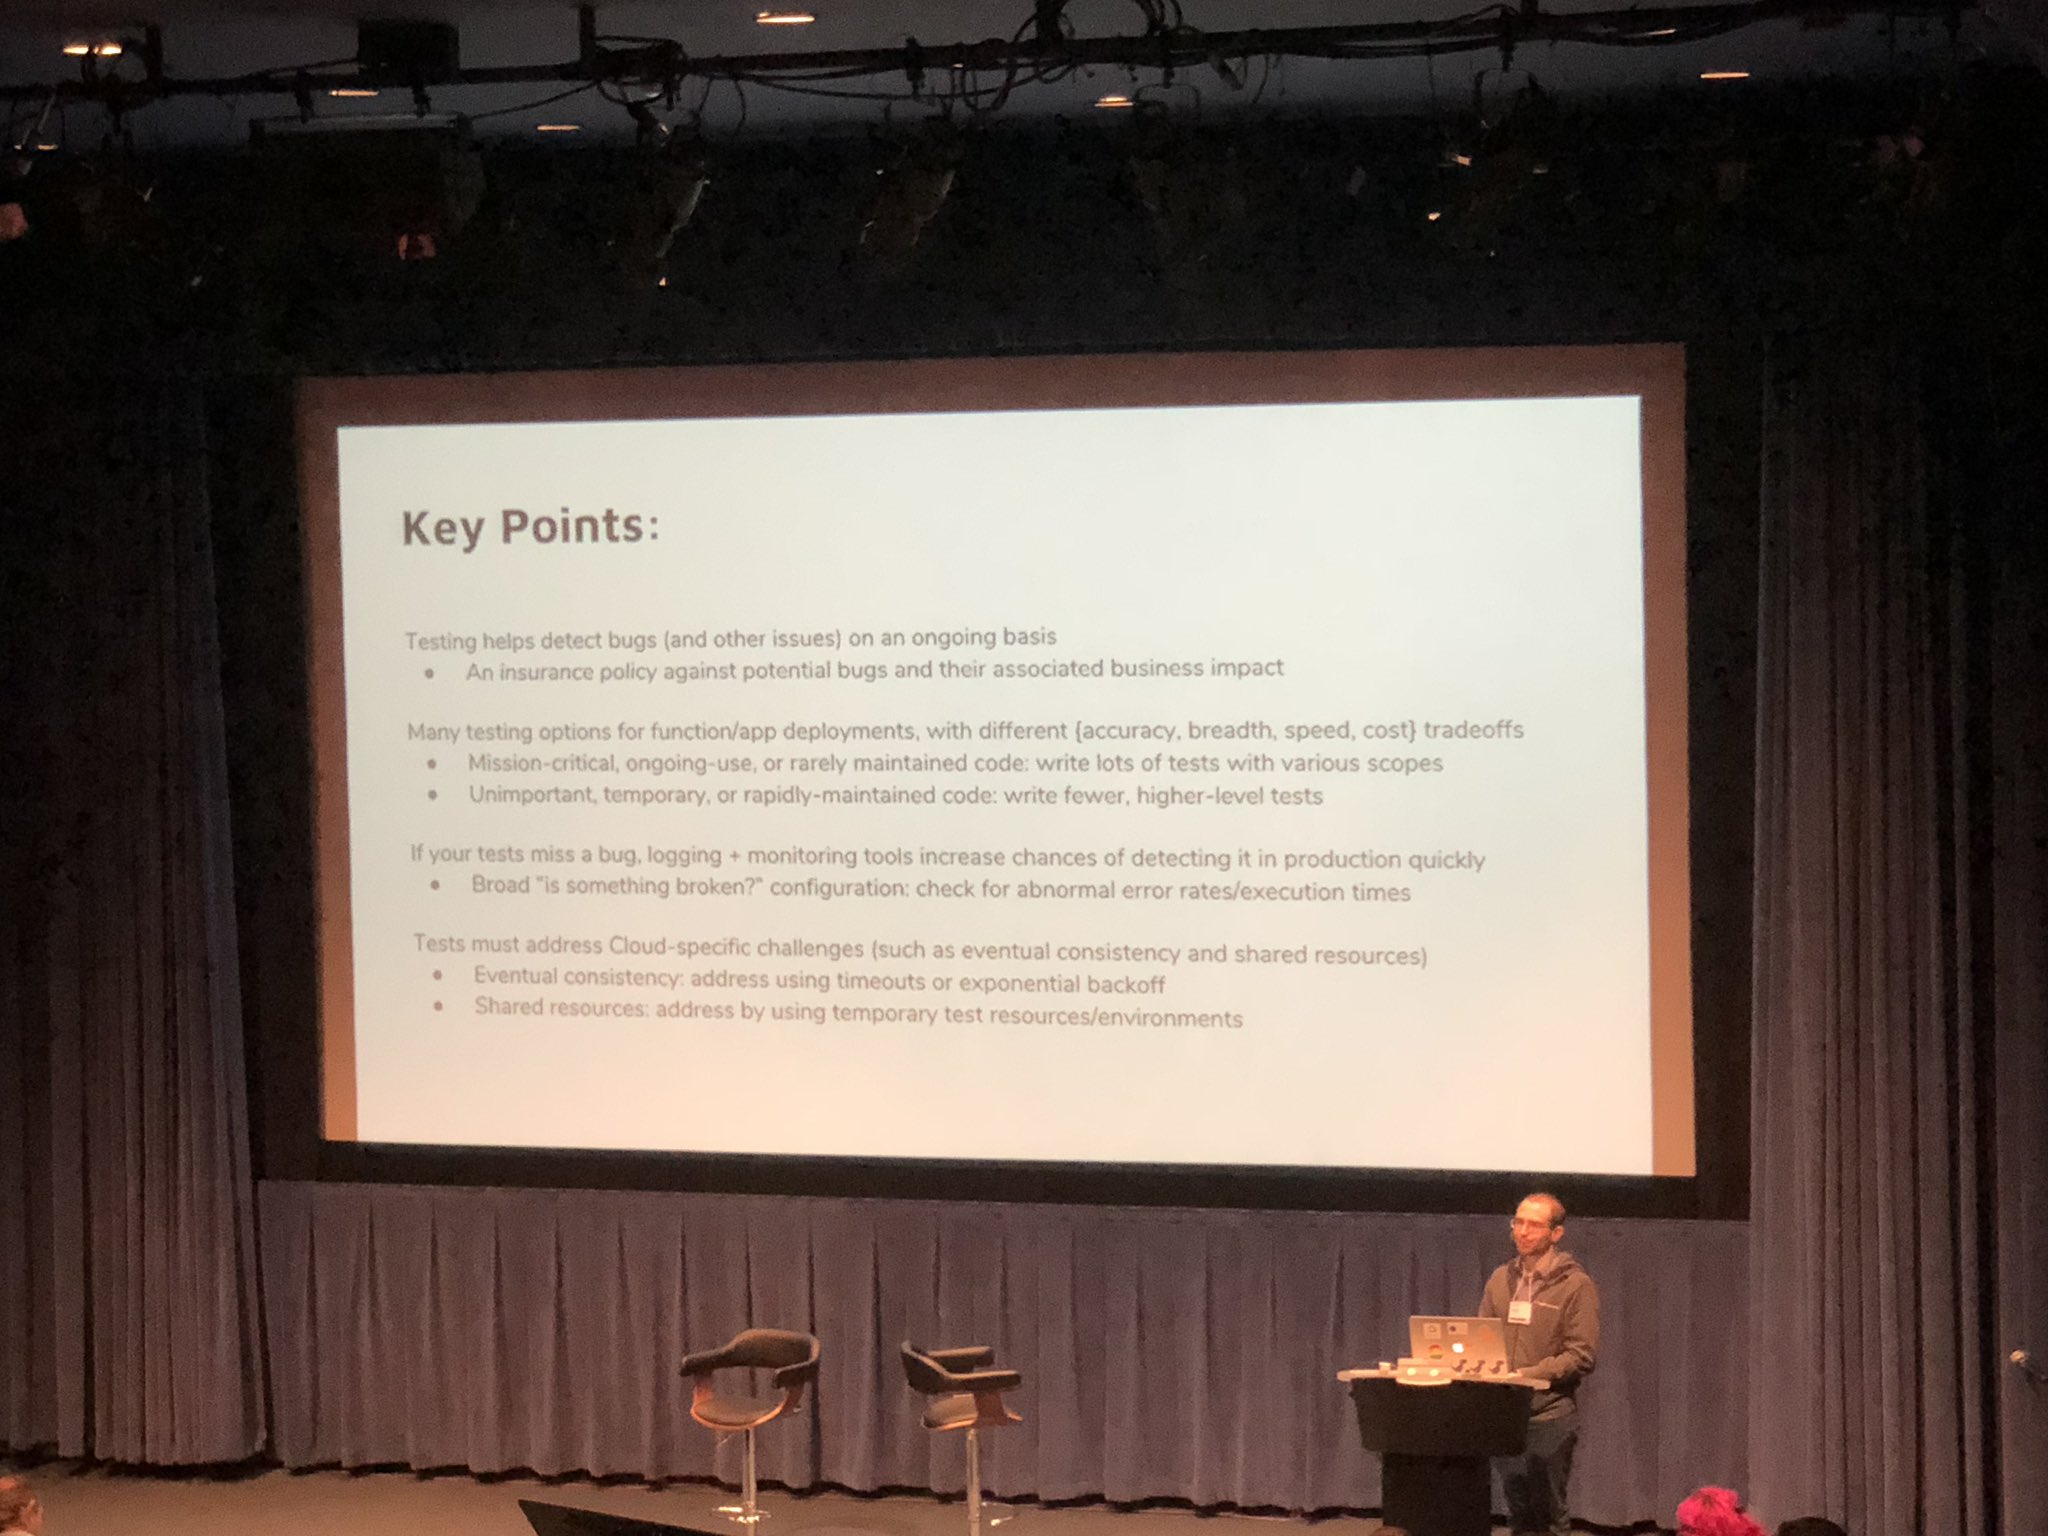 Key Points:
Testing helps detect bugs (and other issues) on an ongoing basis
● An insurance policy against potential bugs and their associated business impact
Many testing options for function/app deployments, with different {accuracy, breadth, speed, cost} tradeoffs
● Mission-critical, ongoing-use, or rarely maintained code: write lots of tests with various scopes
● Unimportant, temporary, or rapidly-maintained code: write fewer, higher-level tests
If your tests miss a bug, logging + monitoring tools increase chances of detecting it in production quickly
● Broad "is something broken?" configuration: check for abnormal error rates/execution times
Tests must address Cloud-specific challenges (such as eventual consistency and shared resources)
● Eventual consistency: address using timeouts or exponential backoff
● Shared resources: address by using temporary test resources/environments